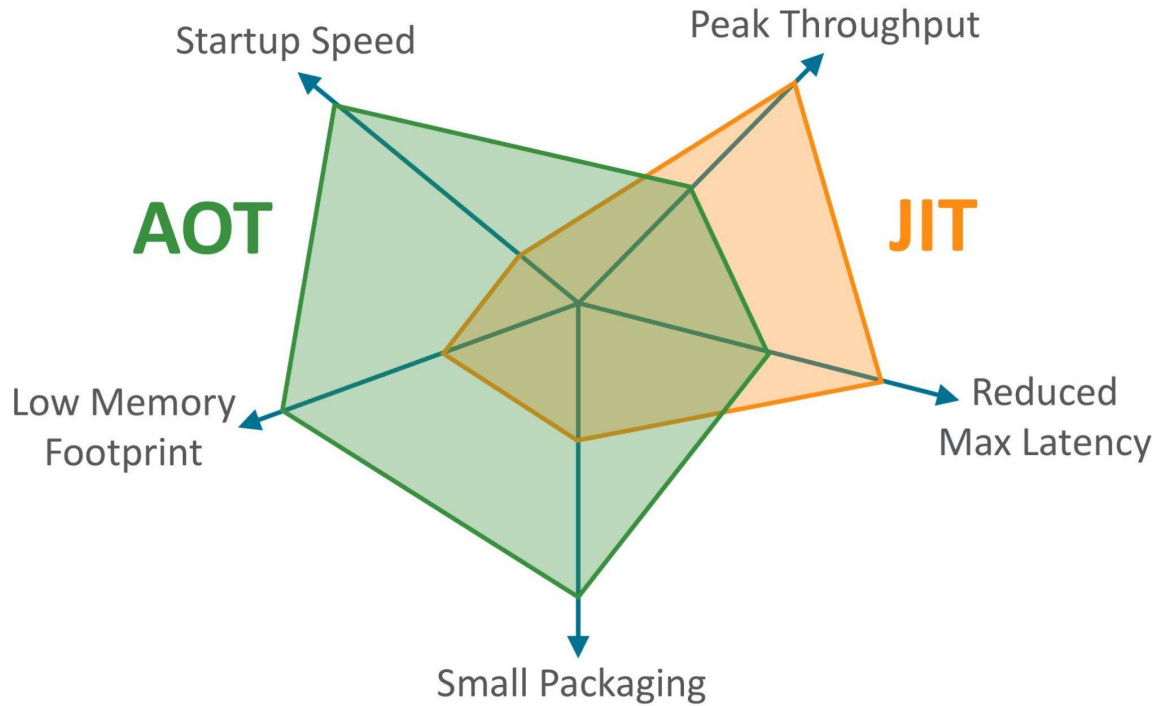 Startup Speed
Peak Throughput
AOT
JIT
Low Memory
Footprint
Reduced
Max Latency
Small Packaging